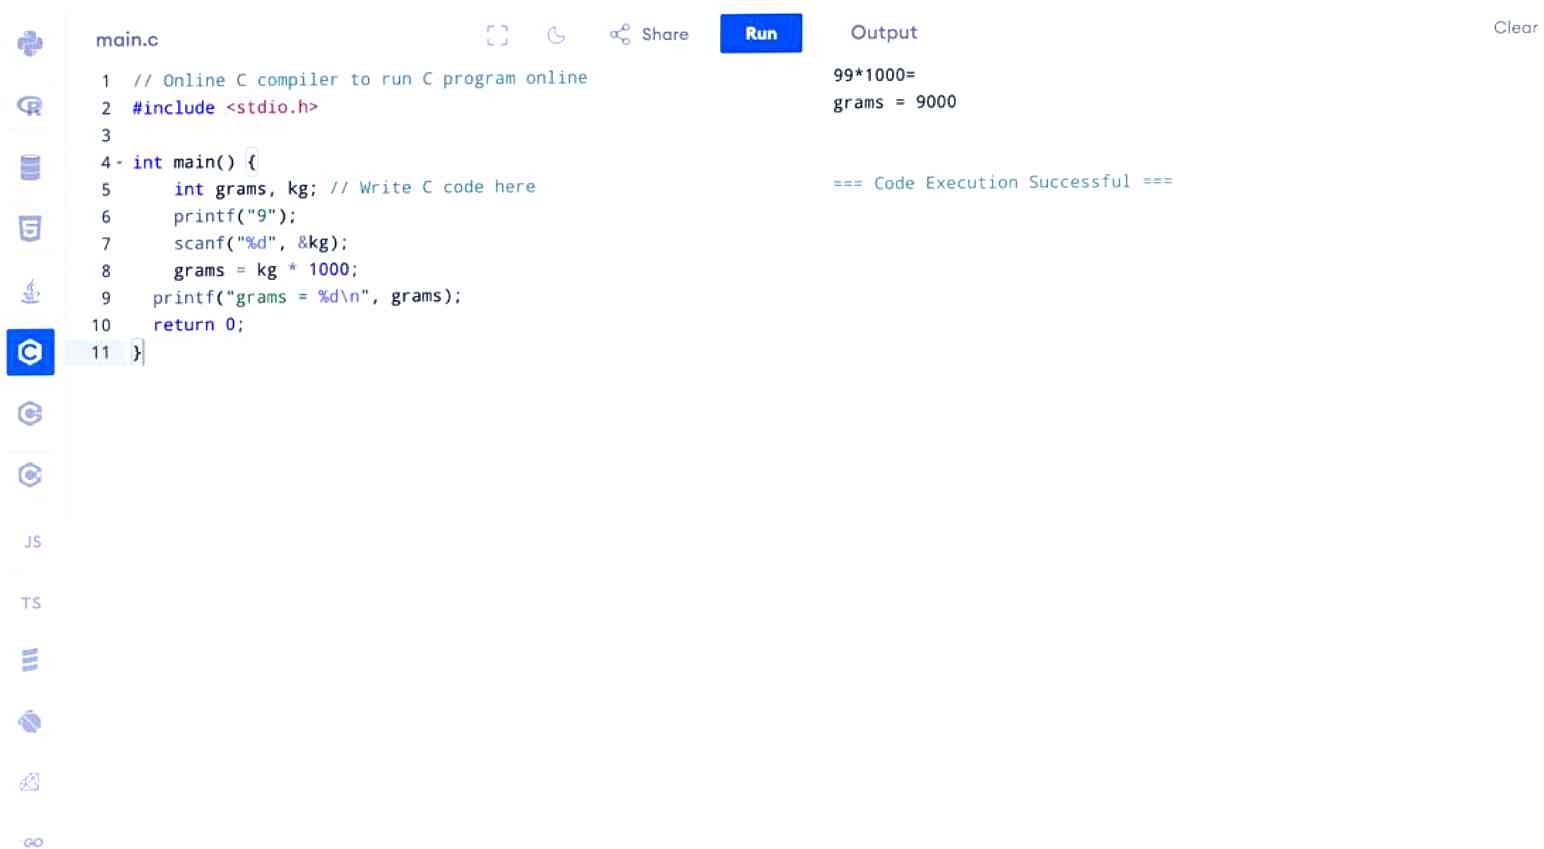 main.c
Share
Run
Output
Clear
1 // Online C compiler to run C program online
2 #include <stdio.h>
3
4 int main() {
5 int grams, kg; // Write C code here
6 printf("9");
7 scanf("%d", &kg);
8 grams = kg * 1000;
9 printf("grams = %d\n", grams);
10 return 0;
11 }
99*1000=
grams = 9000
=== Code Execution Successful ===
R
5
C
C
C
JS
TS
GO